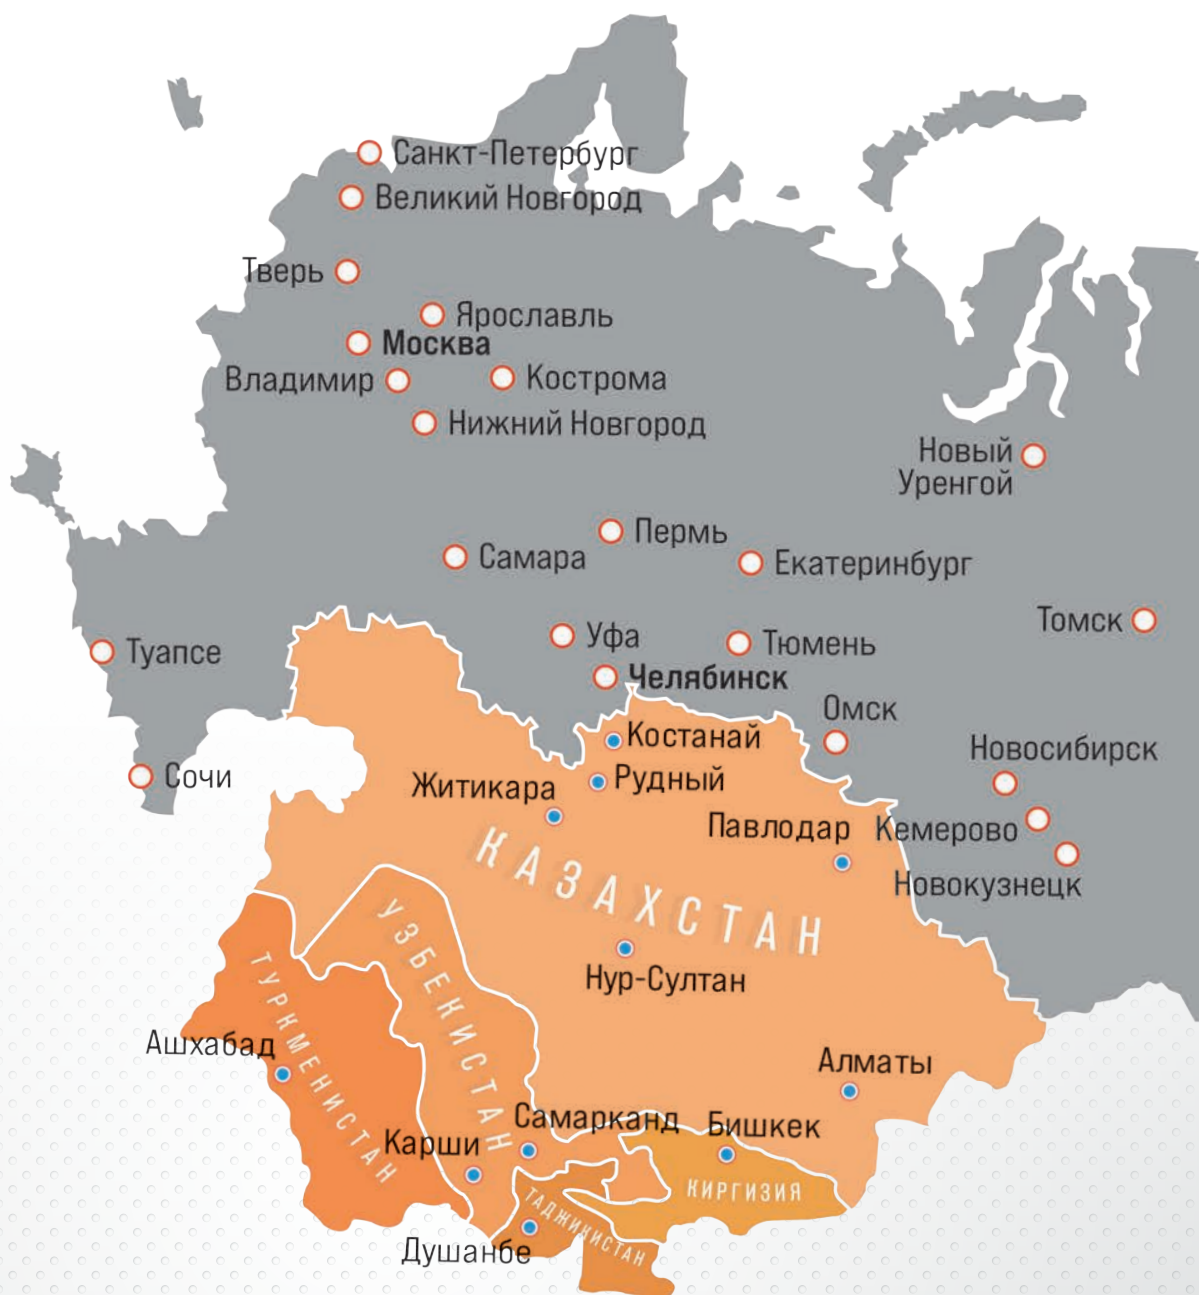 Санкт-Петербург
Великий Новгород
Тверь
Ярославль
Москва
Владимир
Кострома
Нижний Новгород
Новый
Уренгой
Пермь
Самара
Екатеринбург
Томск
Уфа
Тюмень
Туапсе
Челябинск
Омск
Костанай
Новосибирск
Сочи
Рудный
Житикара
Павлодар
Кемерово
Новокузнецк
КАЗАХСТАН
УЗБЕКИСТАН
Нур-Султан
ТУРКМЕНИСТАН
Ашхабад
Алматы
Самарканд
Бишкек
Карши
КИРГИЗИЯ
ТАДЖИКИСТАН
Душанбе